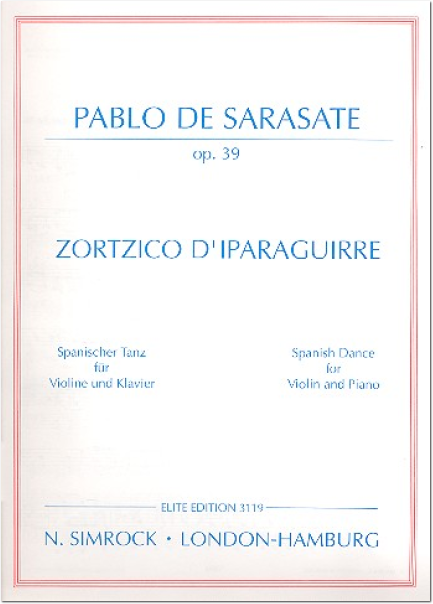 PABLO DE SARASATE
op. 39
ZORTZICO D'IPARAGUIRRE
Spanischer Tanz
für
Violine und Klavier
Spanish Dance
for
Violin and Piano
ELITE EDITION 3119
N. SIMROCK • LONDON-HAMBURG